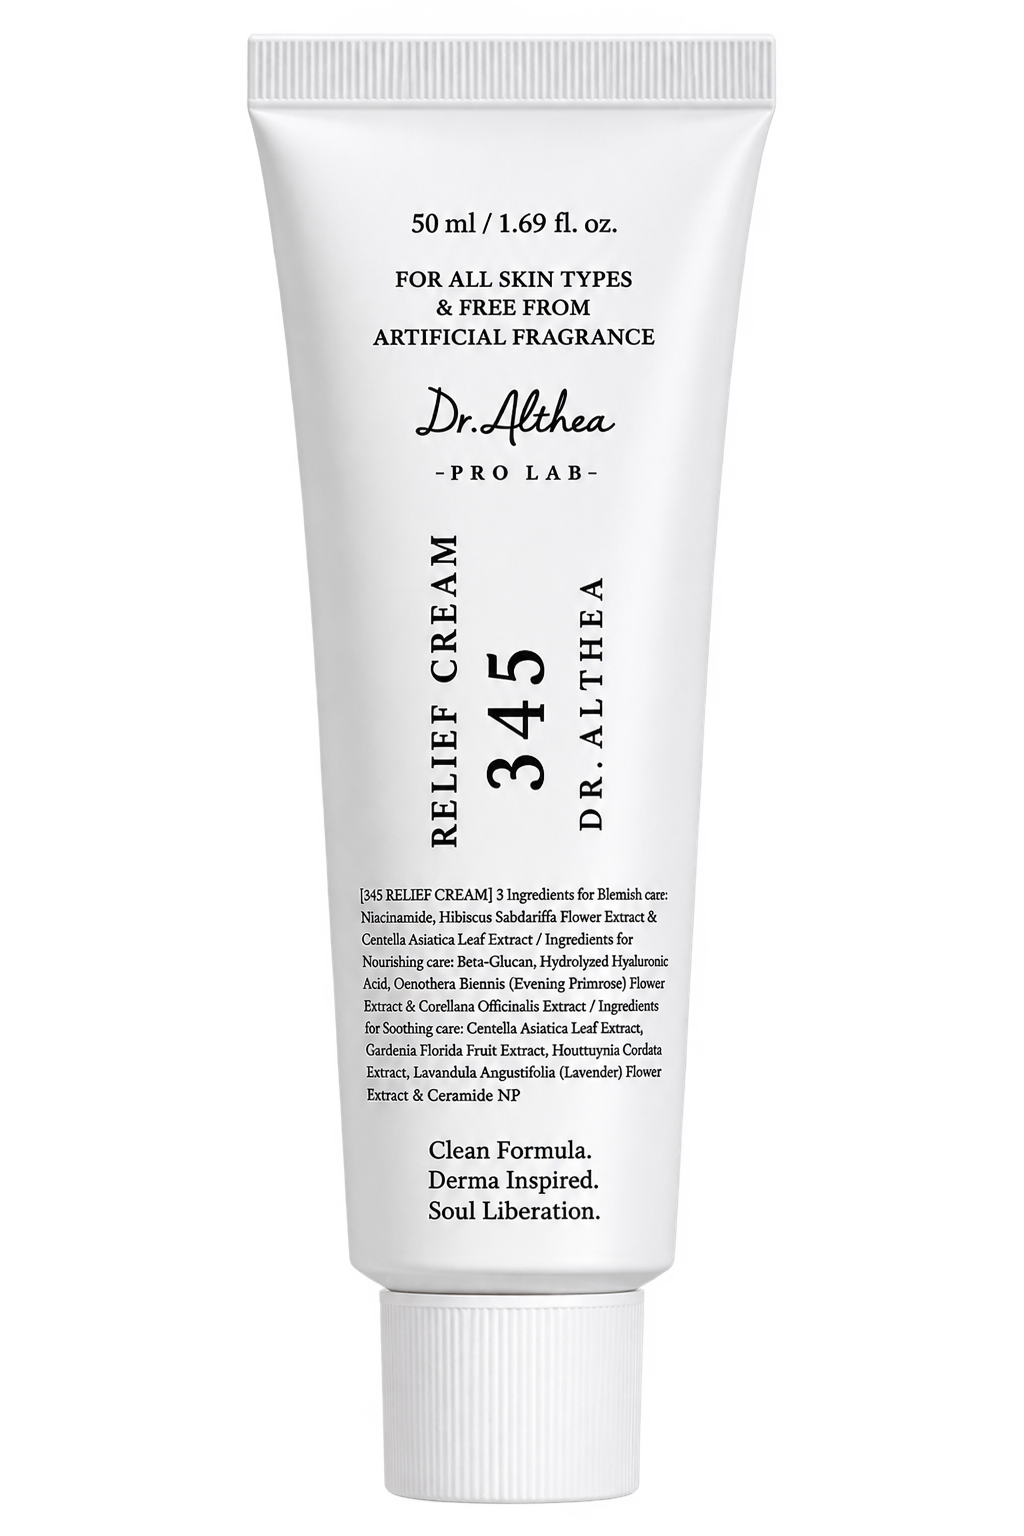 50 ml / 1.69 fl. oz.
FOR ALL SKIN TYPES
& FREE FROM
ARTIFICIAL FRAGRANCE
Dr.Althea
-PRO LAB-
RELIEF CREAM
345
DR.ALTHEA
[345 RELIEF CREAM] 3 Ingredients for Blemish care:
Niacinamide, Hibiscus Sabdariffa Flower Extract &
Centella Asiatica Leaf Extract / Ingredients for
Nourishing care: Beta-Glucan, Hydrolyzed Hyaluronic
Acid, Oenothera Biennis (Evening Primrose) Flower
Extract & Corellana Officinalis Extract / Ingredients
for Soothing care: Centella Asiatica Leaf Extract,
Gardenia Florida Fruit Extract, Houttuynia Cordata
Extract, Lavandula Angustifolia (Lavender) Flower
Extract & Ceramide NP
Clean Formula.
Derma Inspired.
Soul Liberation.